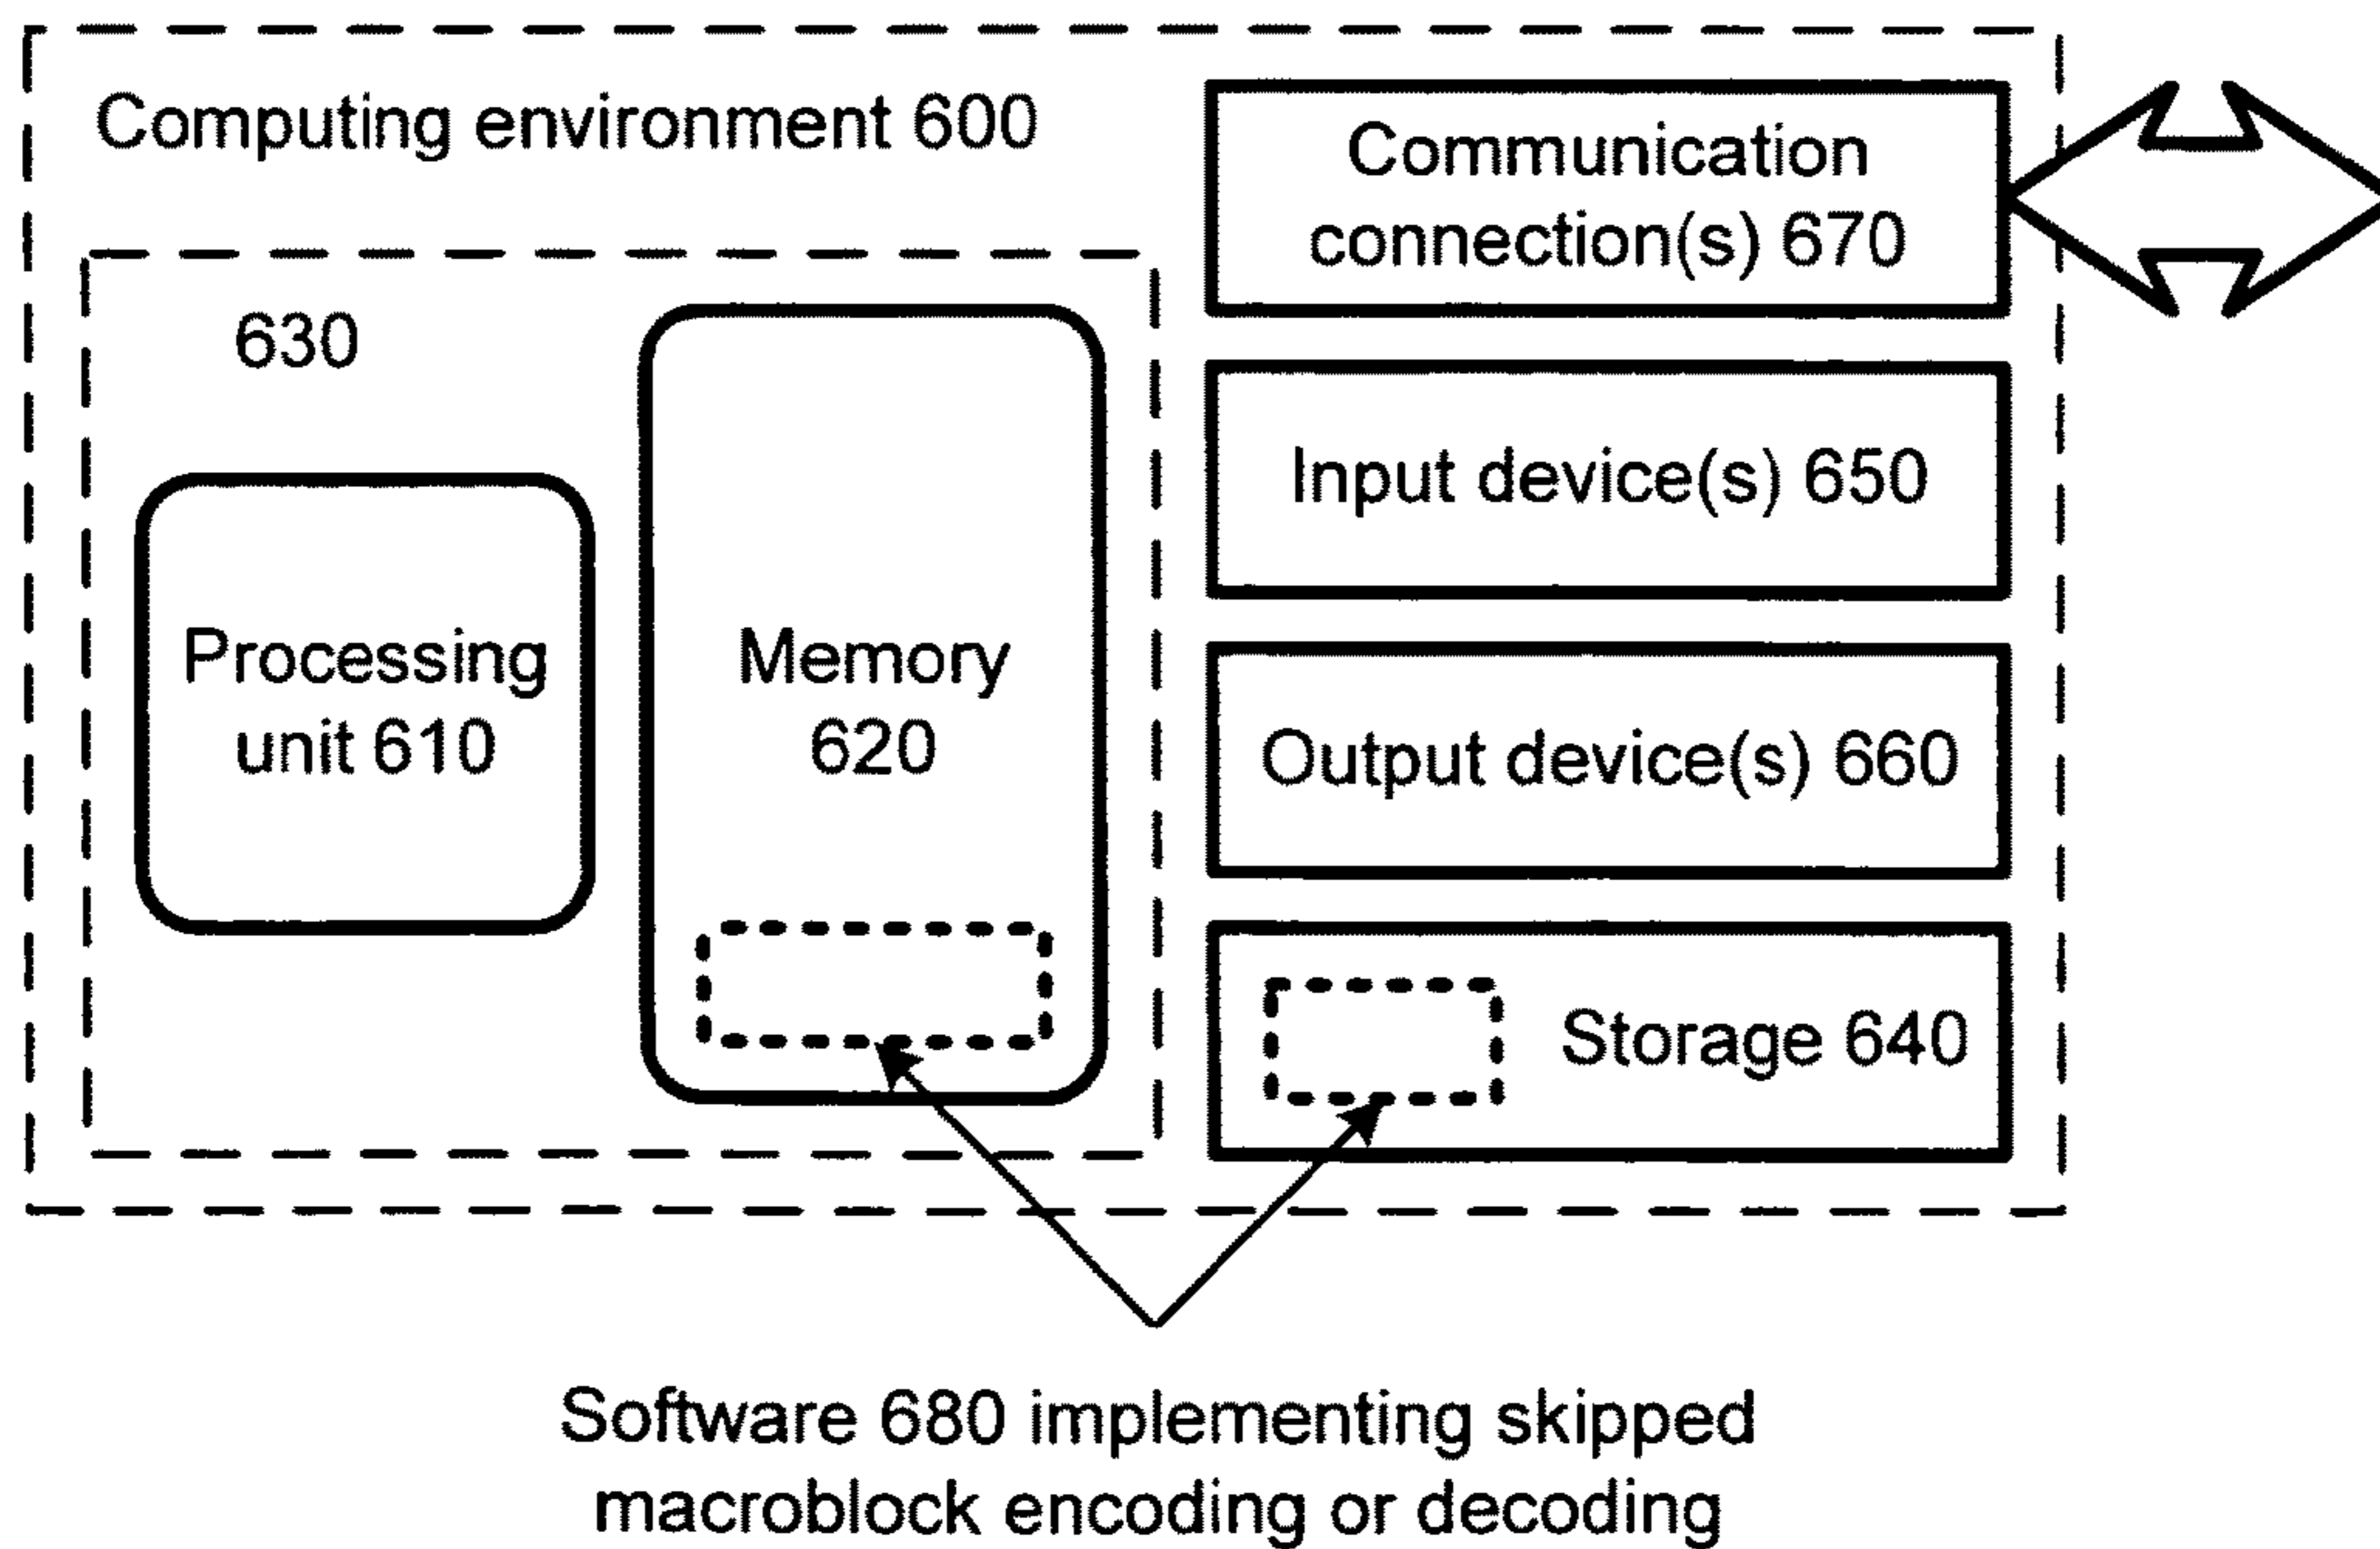 Computing environment 600
630
Processing
unit 610
Memory
620
Communication
connection(s) 670
Input device(s) 650
Output device(s) 660
Storage 640
Software 680 implementing skipped
macroblock encoding or decoding